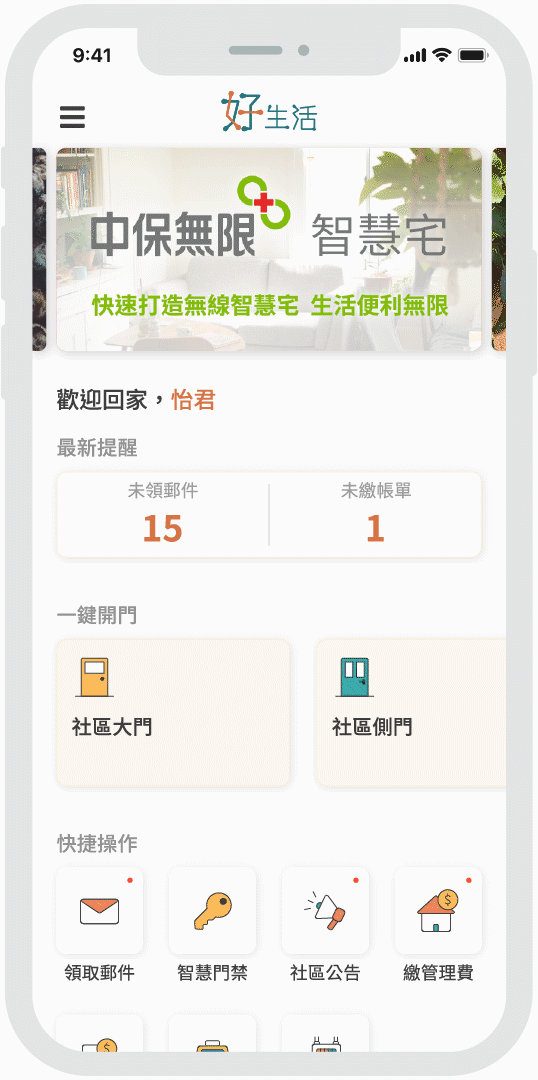 9:41
好生活
中保無限 智慧宅
快速打造無線智慧宅 生活便利無限
歡迎回家，怡君
最新提醒
未領郵件 未繳帳單
15 1
一鍵開門
社區大門 社區側門
快捷操作
領取郵件 智慧門禁 社區公告 繳管理費